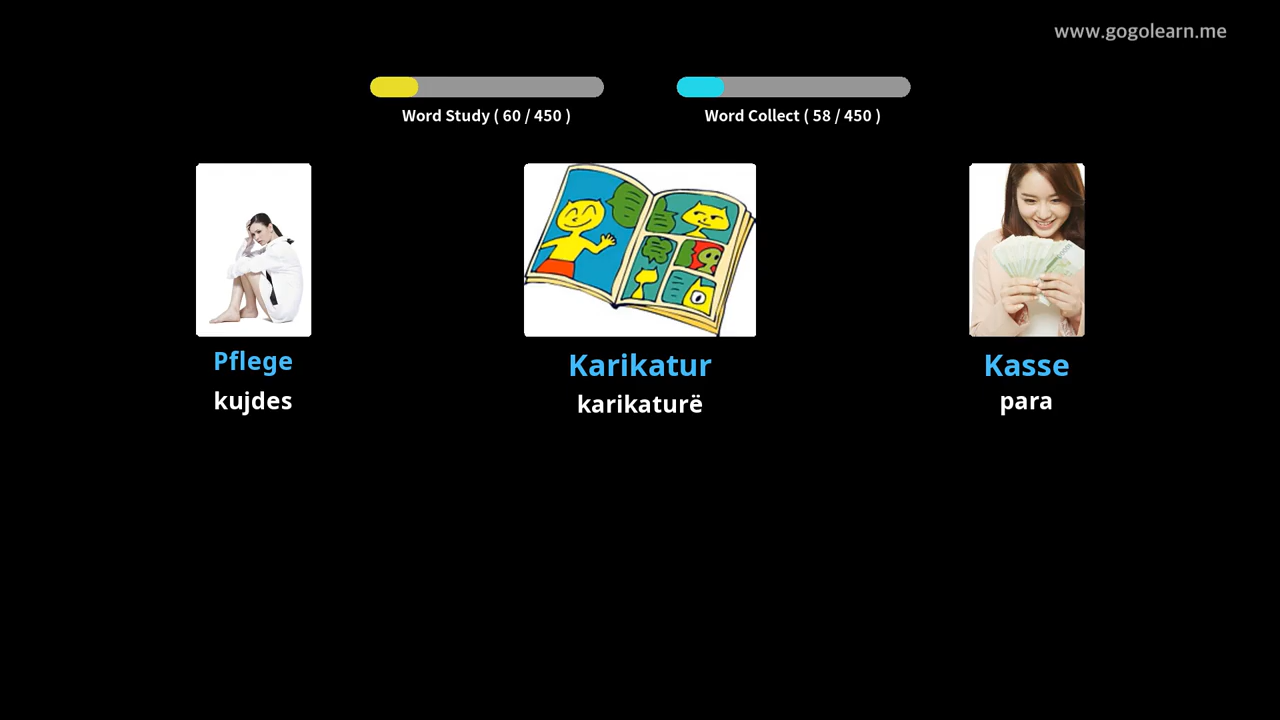 www.gogolearn.me
Word Study ( 60 / 450 )
Word Collect ( 58 / 450 )
Pflege
kujdes
Karikatur
karikaturë
Kasse
para